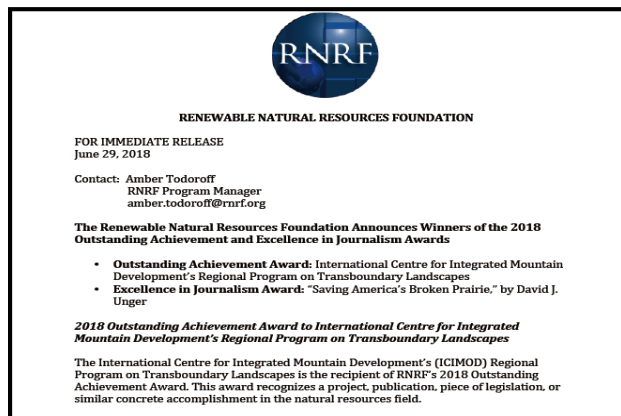 RNRF
RENEWABLE NATURAL RESOURCES FOUNDATION
FOR IMMEDIATE RELEASE
June 29, 2018
Contact: Amber Todoroff
RNRF Program Manager
amber.todoroff@rnrf.org
The Renewable Natural Resources Foundation Announces Winners of the 2018
Outstanding Achievement and Excellence in Journalism Awards
• Outstanding Achievement Award: International Centre for Integrated Mountain
Development's Regional Program on Transboundary Landscapes
• Excellence in Journalism Award: "Saving America's Broken Prairie," by David J.
Unger
2018 Outstanding Achievement Award to International Centre for Integrated
Mountain Development's Regional Program on Transboundary Landscapes
The International Centre for Integrated Mountain Development's (ICIMOD) Regional
Program on Transboundary Landscapes is the recipient of RNRF's 2018 Outstanding
Achievement Award. This award recognizes a project, publication, piece of legislation, or
similar concrete accomplishment in the natural resources field.